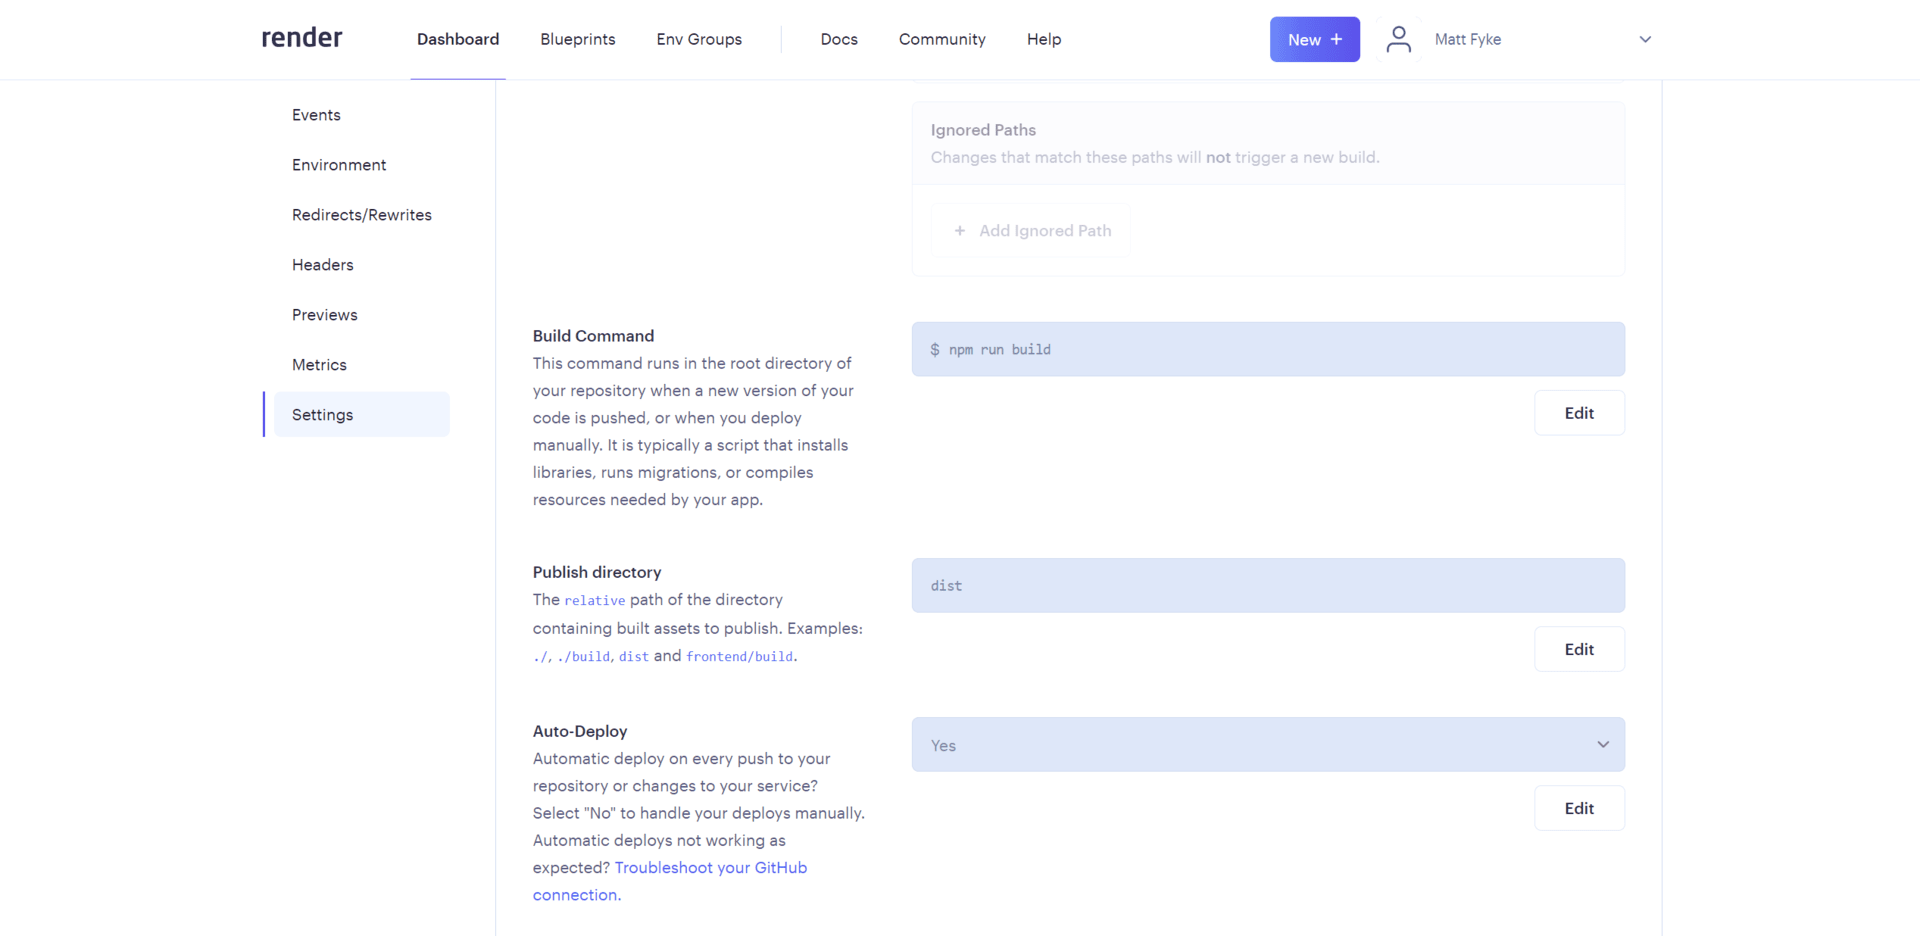 render
Dashboard
Blueprints
Env Groups
Docs
Community
Help
New +
Matt Fyke
Events
Environment
Redirects/Rewrites
Headers
Previews
Metrics
Settings
Ignored Paths
Changes that match these paths will not trigger a new build.
+ Add Ignored Path
Build Command
This command runs in the root directory of
your repository when a new version of your
code is pushed, or when you deploy
manually. It is typically a script that installs
libraries, runs migrations, or compiles
resources needed by your app.
$ npm run build
Edit
Publish directory
The relative path of the directory
containing built assets to publish. Examples:
./, ./build, dist and frontend/build.
dist
Edit
Auto-Deploy
Automatic deploy on every push to your
repository or changes to your service?
Select "No" to handle your deploys manually.
Automatic deploys not working as
expected? Troubleshoot your GitHub
connection.
Yes
Edit